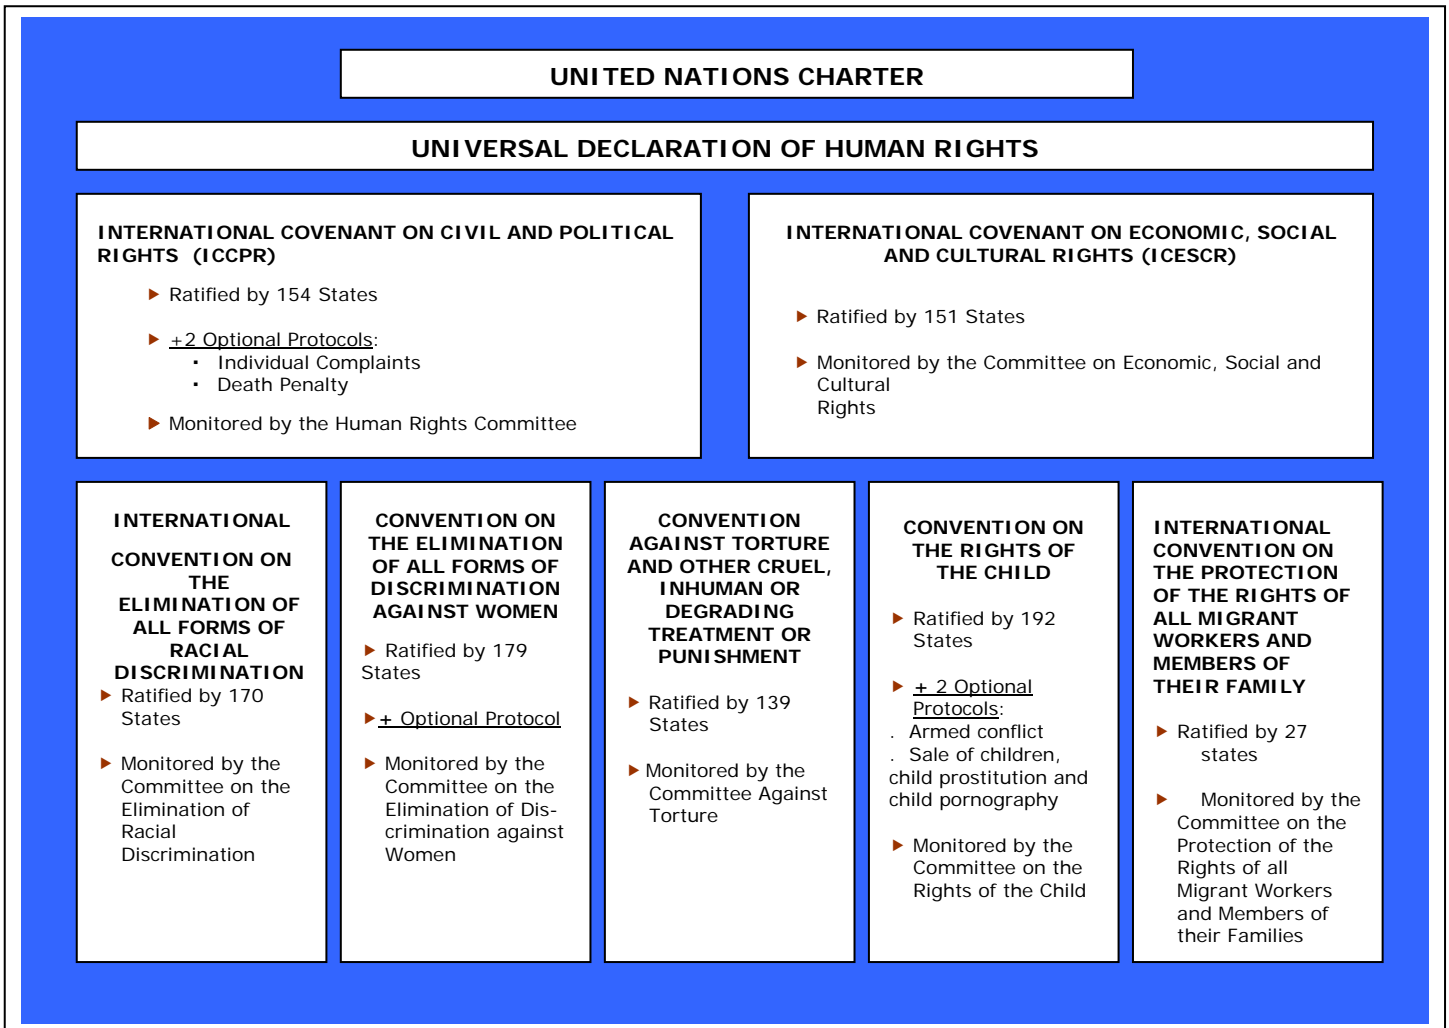 UNITED NATIONS CHARTER
UNIVERSAL DECLARATION OF HUMAN RIGHTS
INTERNATIONAL COVENANT ON CIVIL AND POLITICAL
RIGHTS (ICCPR)
▶ Ratified by 154 States
▶ +2 Optional Protocols:
▪ Individual Complaints
▪ Death Penalty
▶ Monitored by the Human Rights Committee
INTERNATIONAL COVENANT ON ECONOMIC, SOCIAL
AND CULTURAL RIGHTS (ICESCR)
▶ Ratified by 151 States
▶ Monitored by the Committee on Economic, Social and
Cultural
Rights
INTERNATIONAL
CONVENTION ON
THE
ELIMINATION OF
ALL FORMS OF
RACIAL
DISCRIMINATION
▶ Ratified by 170
States
▶ Monitored by the
Committee on the
Elimination of
Racial
Discrimination
CONVENTION ON
THE ELIMINATION
OF ALL FORMS OF
DISCRIMINATION
AGAINST WOMEN
▶ Ratified by 179
States
▶ + Optional Protocol
▶ Monitored by the
Committee on the
Elimination of Dis-
crimination against
Women
CONVENTION
AGAINST TORTURE
AND OTHER CRUEL,
INHUMAN OR
DEGRADING
TREATMENT OR
PUNISHMENT
▶ Ratified by 139
States
▶ Monitored by the
Committee Against
Torture
CONVENTION ON
THE RIGHTS OF
THE CHILD
▶ Ratified by 192
States
▶ + 2 Optional
Protocols:
. Armed conflict
. Sale of children,
child prostitution and
child pornography
▶ Monitored by the
Committee on the
Rights of the Child
INTERNATIONAL
CONVENTION ON
THE PROTECTION
OF THE RIGHTS OF
ALL MIGRANT
WORKERS AND
MEMBERS OF
THEIR FAMILY
▶ Ratified by 27
states
▶ Monitored by the
Committee on the
Protection of the
Rights of all
Migrant Workers
and Members of
their Families